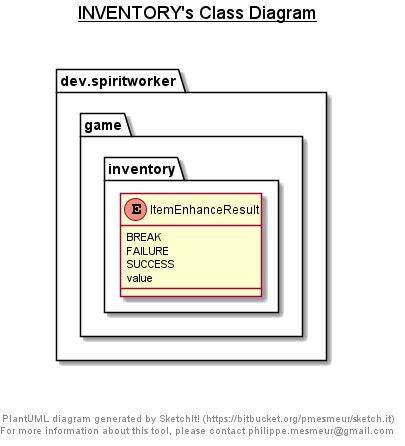 INVENTORY's Class Diagram
dev.spiritworker
game
inventory
E ItemEnhanceResult
BREAK
FAILURE
SUCCESS
value
PlantUML diagram generated by SketchIt! (https://bitbucket.org/pmesmeur/sketch.it)
For more information about this tool, please contact philippe.mesmeur@gmail.com